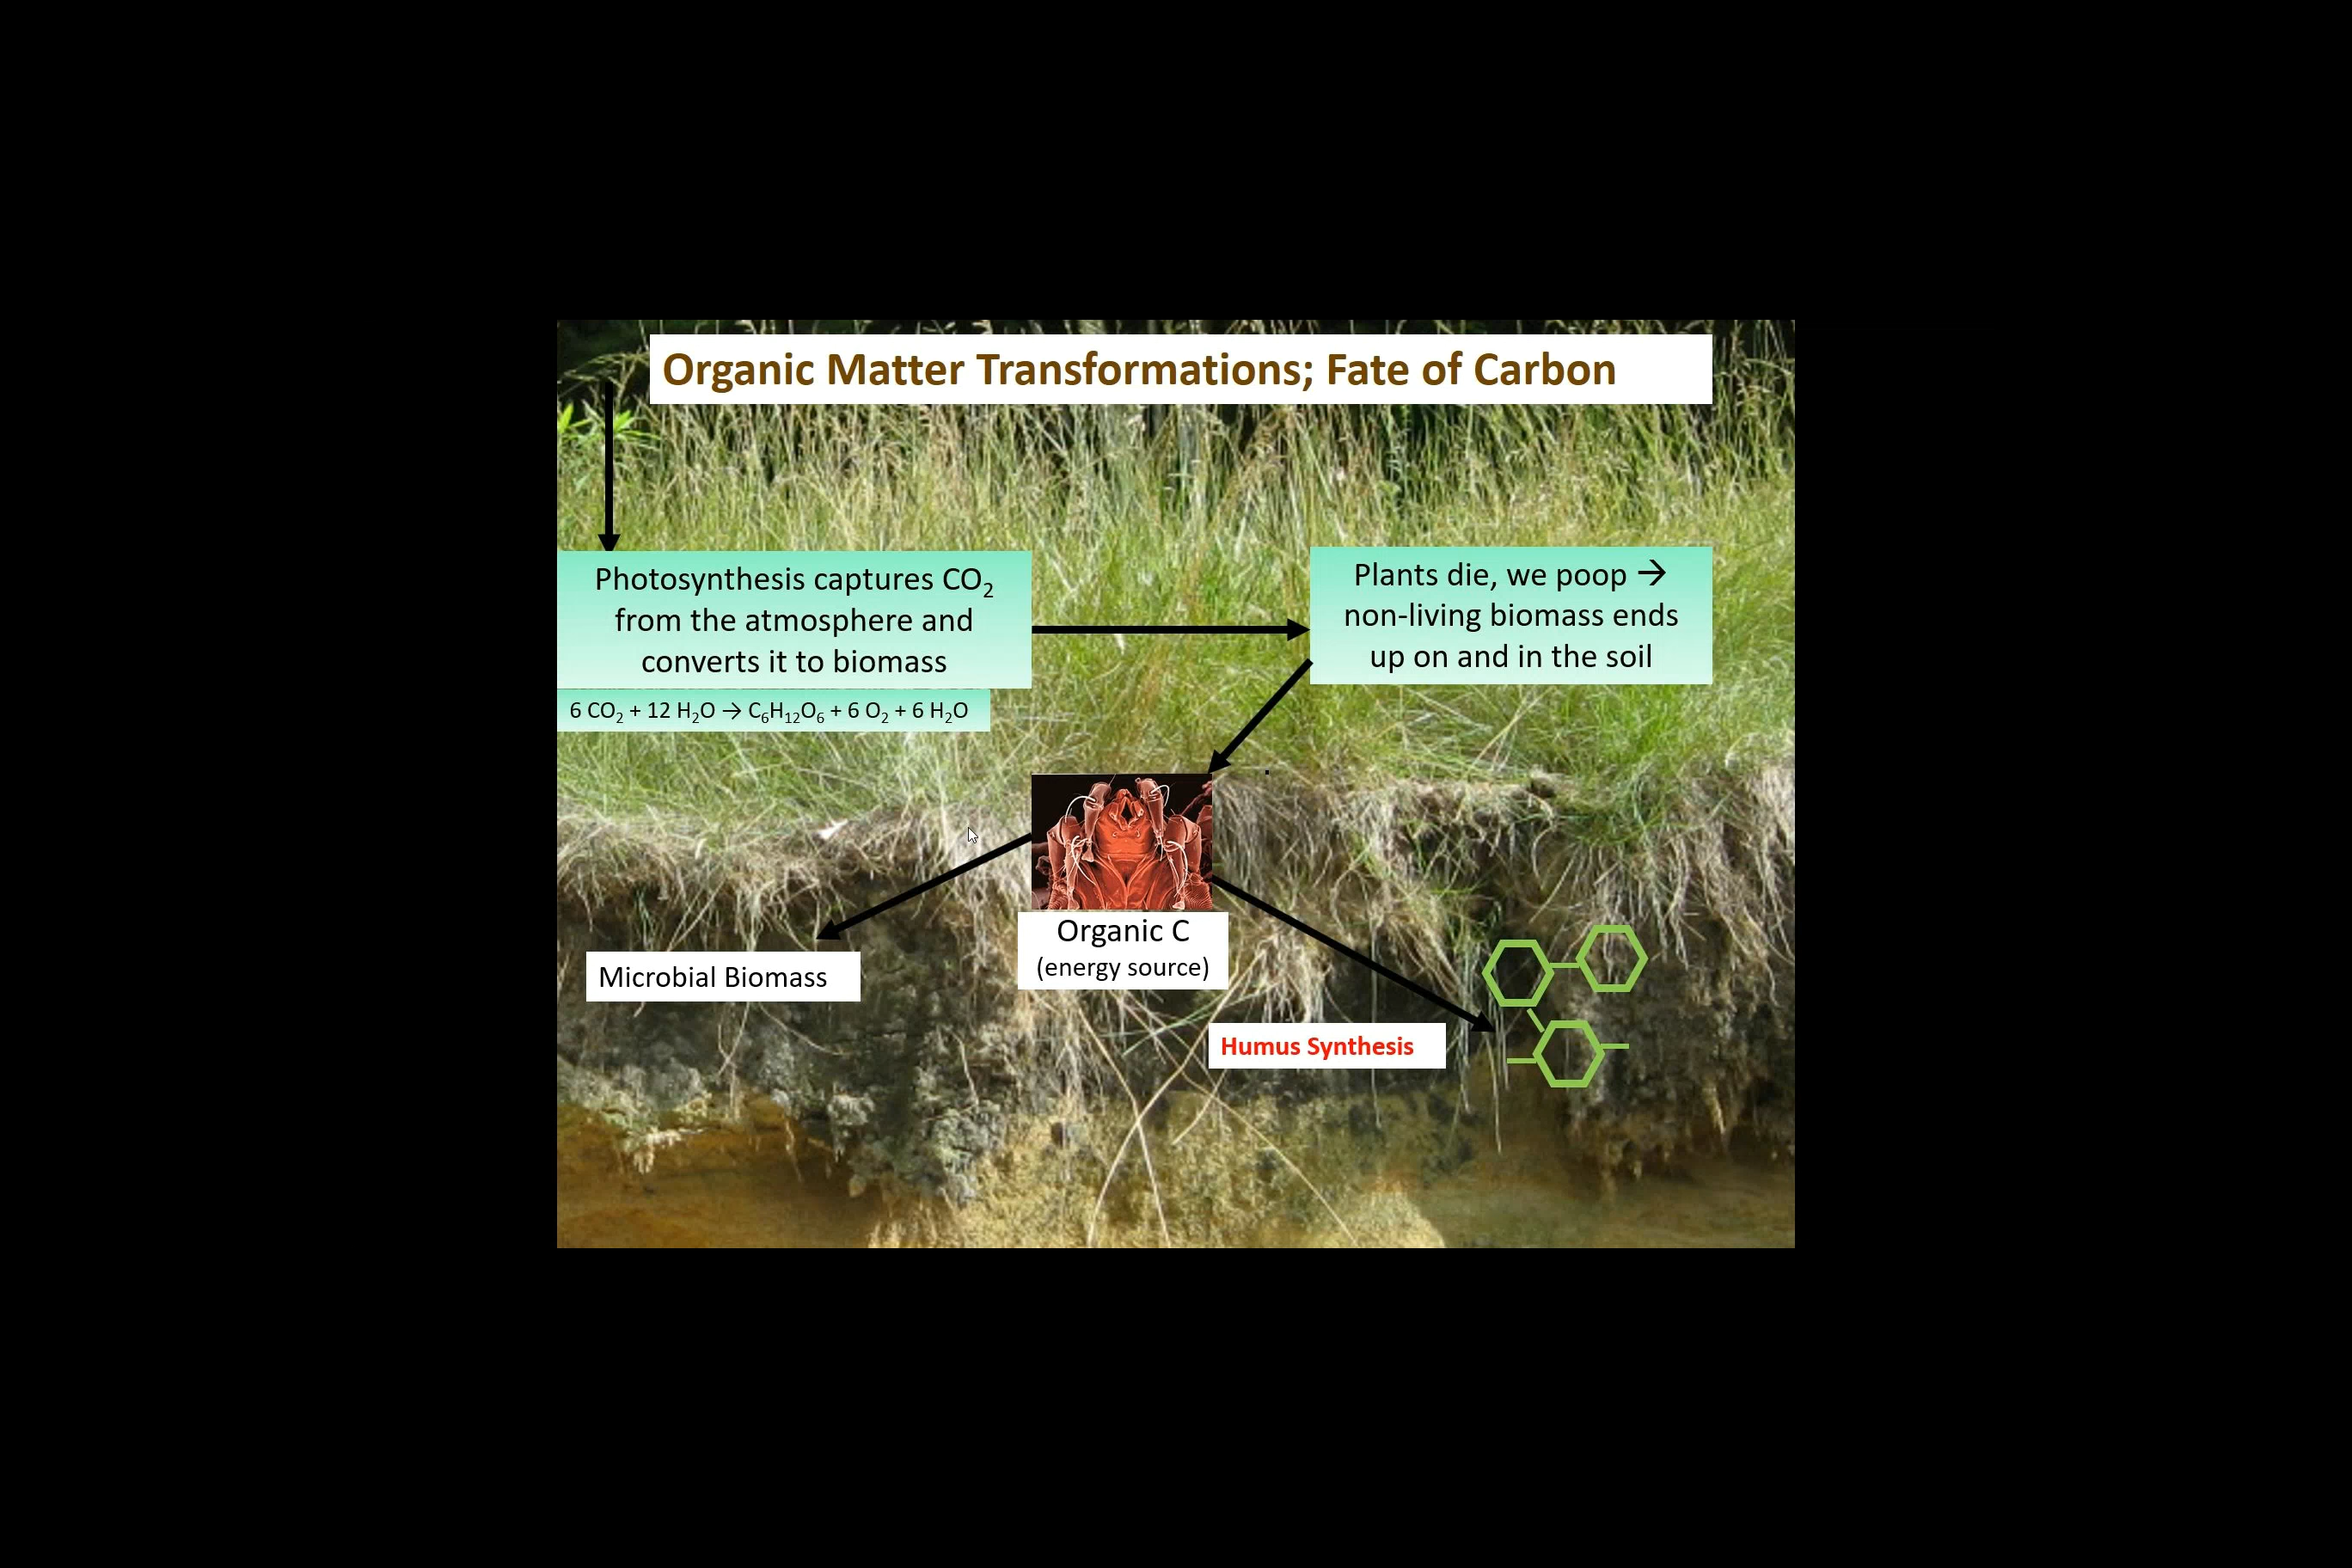 Organic Matter Transformations; Fate of Carbon
Photosynthesis captures CO₂
from the atmosphere and
converts it to biomass
6 CO₂ + 12 H₂O → C₆H₁₂O₆ + 6 O₂ + 6 H₂O
Plants die, we poop →
non-living biomass ends
up on and in the soil
Organic C
(energy source)
Microbial Biomass
Humus Synthesis